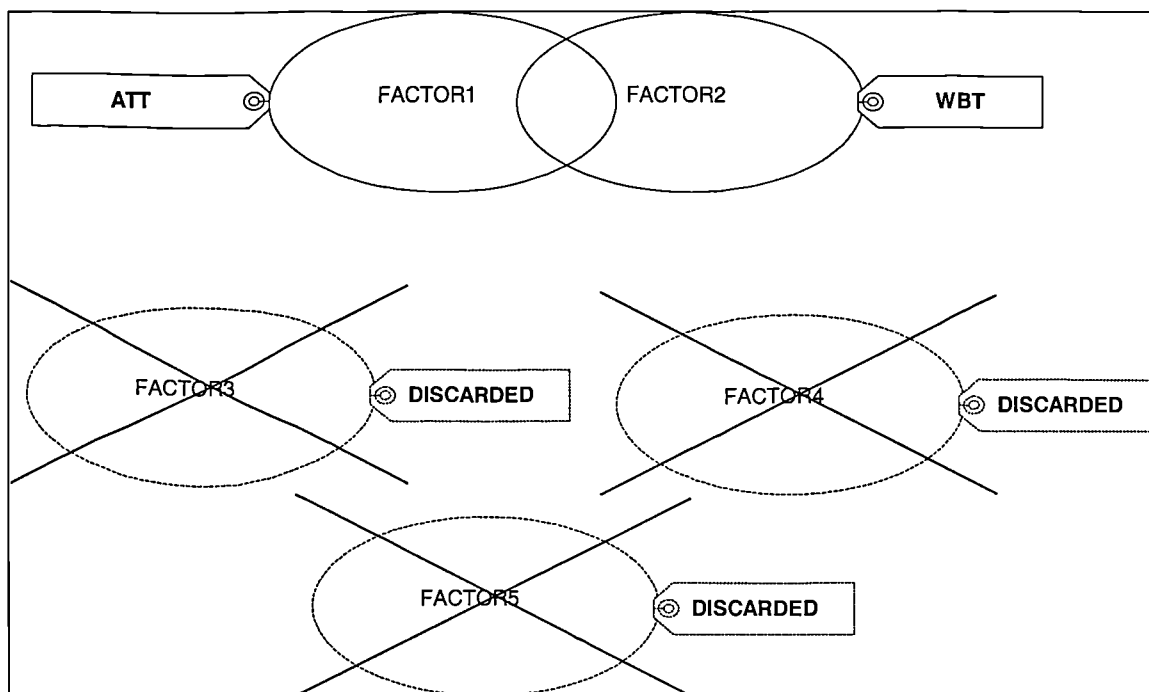 ATT
FACTOR1
FACTOR2
WBT
FACTOR3
DISCARDED
FACTOR4
DISCARDED
FACTOR5
DISCARDED